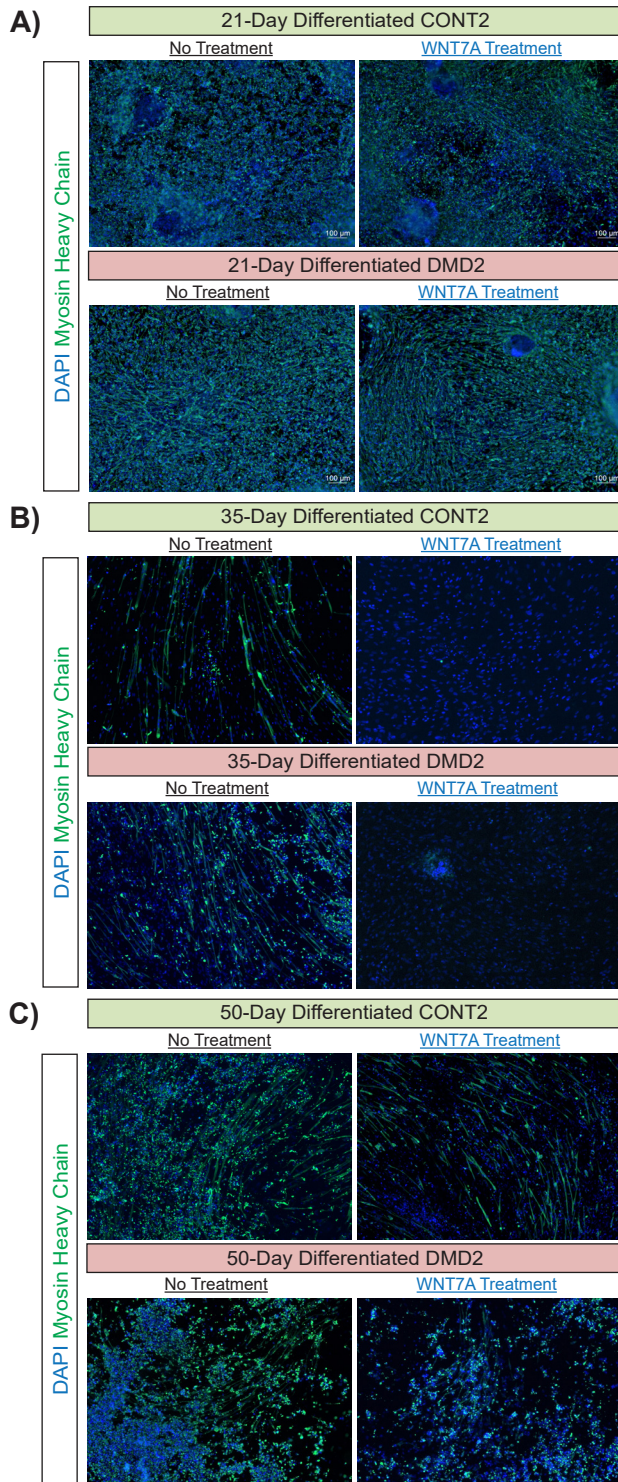 A)
21-Day Differentiated CONT2
No Treatment
WNT7A Treatment
DAPI Myosin Heavy Chain
100 µm
100 µm
21-Day Differentiated DMD2
No Treatment
WNT7A Treatment
100 µm
100 µm
B)
35-Day Differentiated CONT2
No Treatment
WNT7A Treatment
DAPI Myosin Heavy Chain
35-Day Differentiated DMD2
No Treatment
WNT7A Treatment
C)
50-Day Differentiated CONT2
No Treatment
WNT7A Treatment
DAPI Myosin Heavy Chain
50-Day Differentiated DMD2
No Treatment
WNT7A Treatment